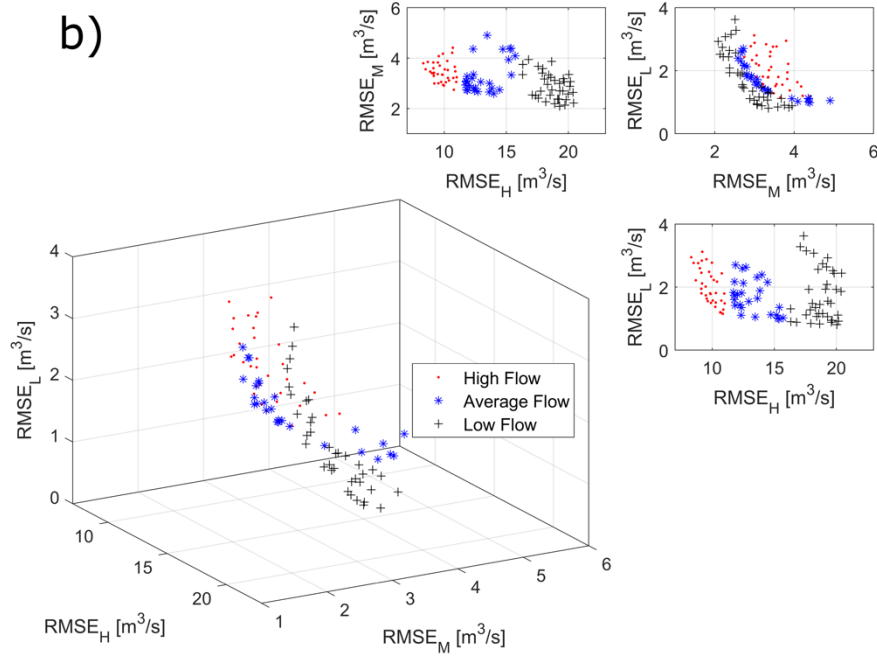 b)
6
4
2
RMSE_M [m^3/s]
10
15
20
RMSE_H [m^3/s]
4
2
0
RMSE_L [m^3/s]
2
4
6
RMSE_M [m^3/s]
4
2
0
RMSE_L [m^3/s]
10
15
20
RMSE_H [m^3/s]
4
3
2
1
0
RMSE_L [m^3/s]
High Flow
Average Flow
Low Flow
10
15
20
RMSE_H [m^3/s]
1
2
3
4
5
6
RMSE_M [m^3/s]